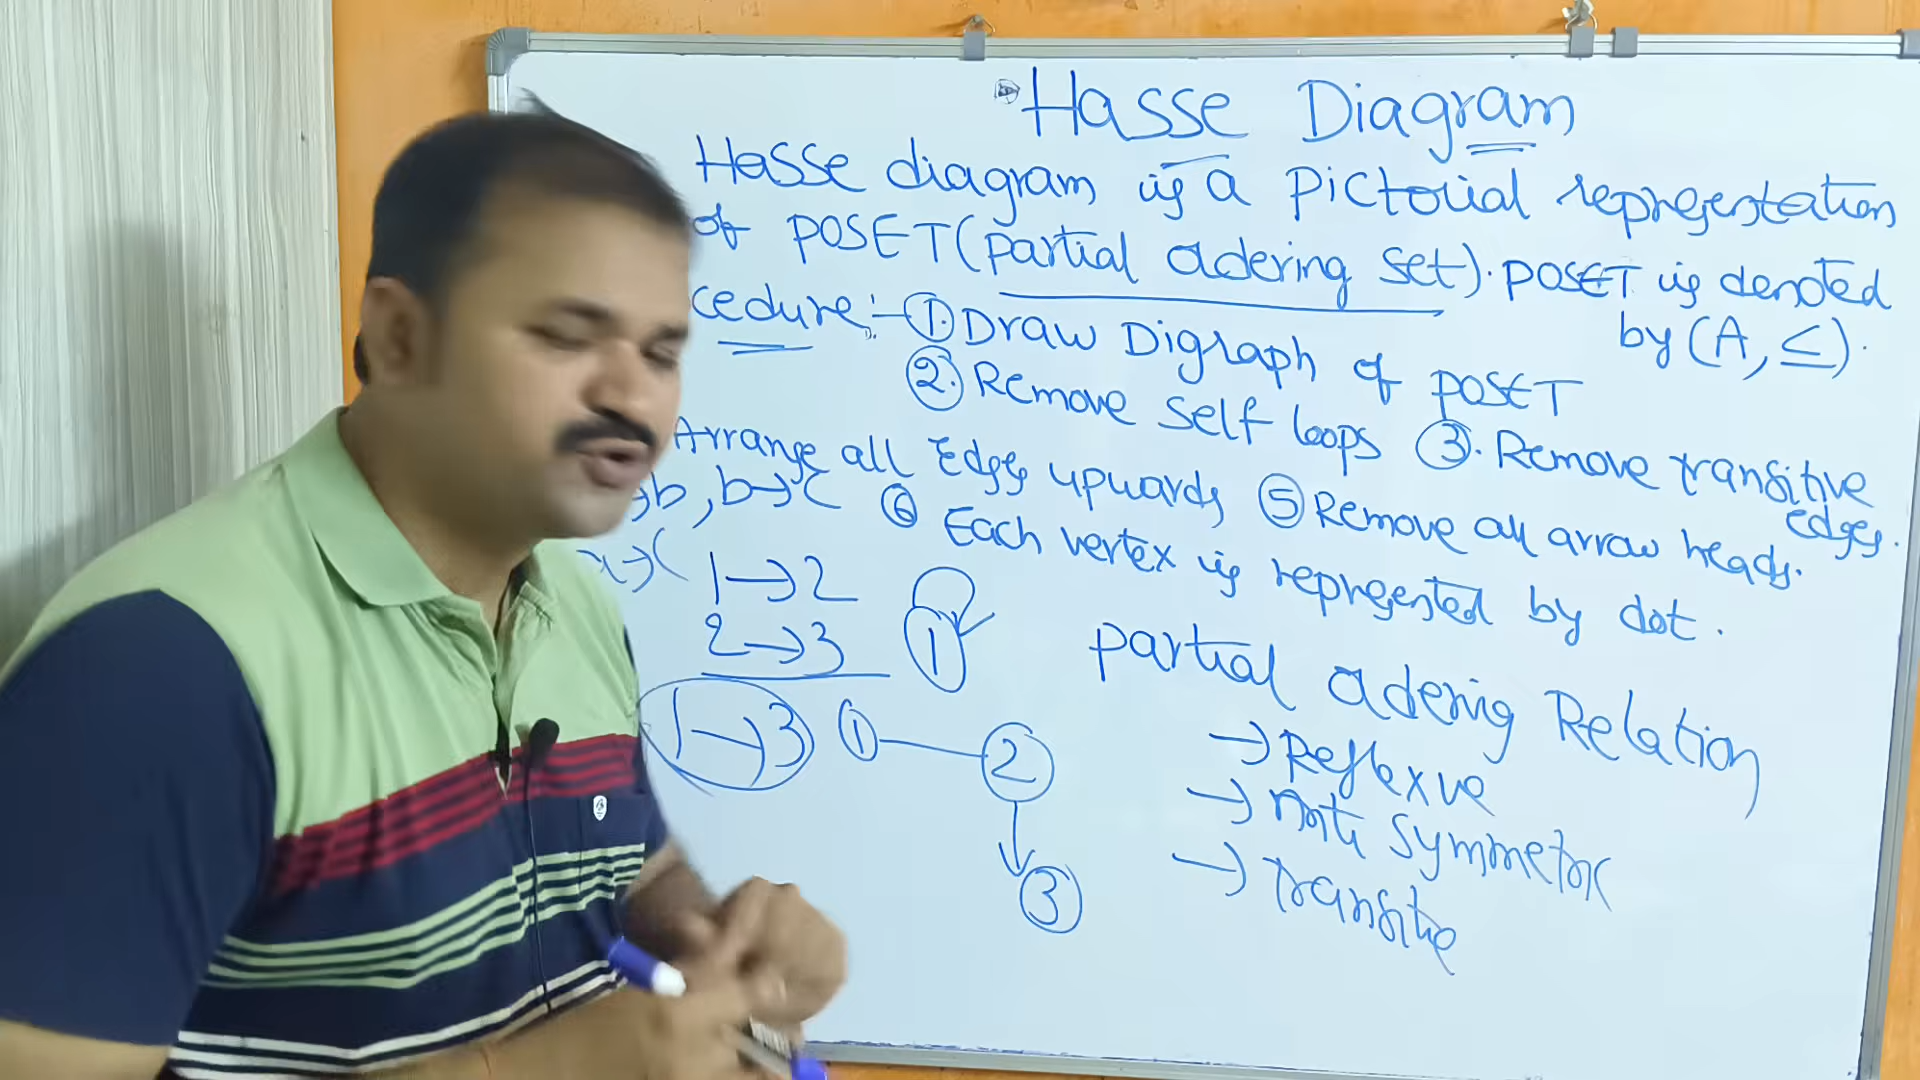 Hasse Diagram
Hasse diagram is a Pictorial representation
of POSET (partial ordering set). POSET is denoted
by (A, ≤).
cedure:- ① Draw Digraph of POSET
② Remove Self loops ③. Remove transitive
edges.
Arrange all Edges upwards ⑤ Remove all arrow heads.
→b, b→c ⑥ Each vertex is represented by dot.
→c
1→2
2→3
1→3
1
1 2
3
partial ordering Relation
→ Reflexive
→ Anti Symmetric
→ Transitive